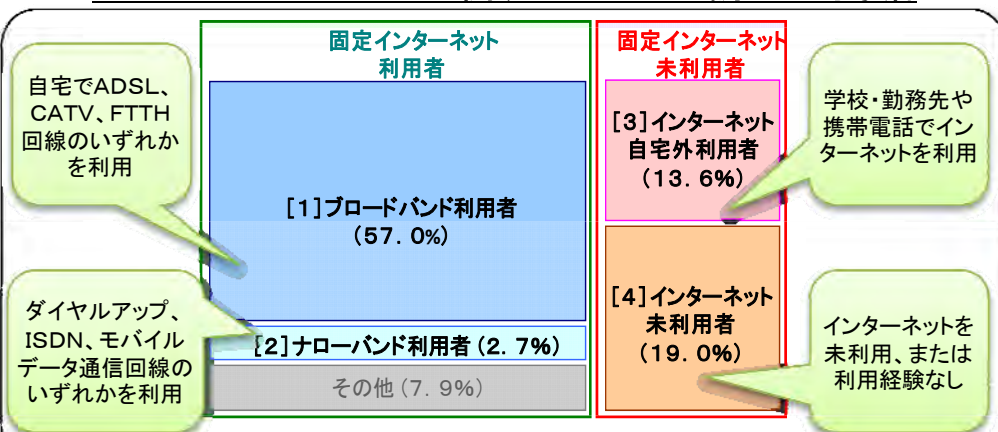 固定インターネット
利用者
固定インターネット
未利用者
自宅でADSL、
CATV、FTTH
回線のいずれか
を利用
[1]ブロードバンド利用者
(57.0%)
[3]インターネット
自宅外利用者
(13.6%)
学校・勤務先や
携帯電話でイン
ターネットを利用
ダイヤルアップ、
ISDN、モバイル
データ通信回線の
いずれかを利用
[2]ナローバンド利用者(2.7%)
その他(7.9%)
[4]インターネット
未利用者
(19.0%)
インターネットを
未利用、または
利用経験なし